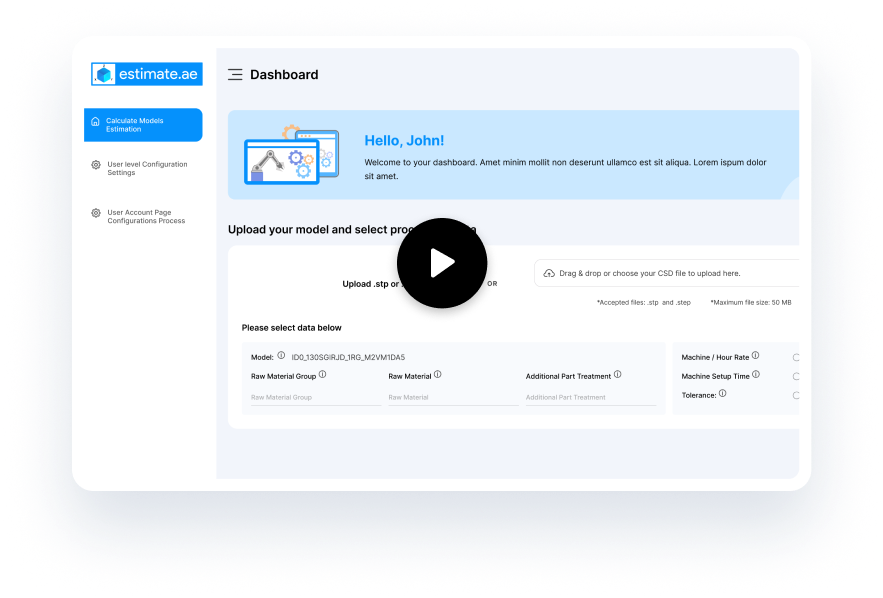 estimate.ae
Dashboard
Calculate Models
Estimation
User level Configuration
Settings
User Account Page
Configurations Process
Hello, John!
Welcome to your dashboard. Amet minim mollit non deserunt ullamco est sit aliqua. Lorem ispum dolor
sit amet.
Upload your model and select
Upload .stp or
OR
Drag & drop or choose your CSD file to upload here.
*Accepted files: .stp and .step
*Maximum file size: 50 MB
Please select data below
Model: ID0_130SGIRJD_1RG_M2VM1DA5
Raw Material Group
Raw Material
Additional Part Treatment
Raw Material Group
Raw Material
Additional Part Treatment
Machine / Hour Rate
Machine Setup Time
Tolerance: